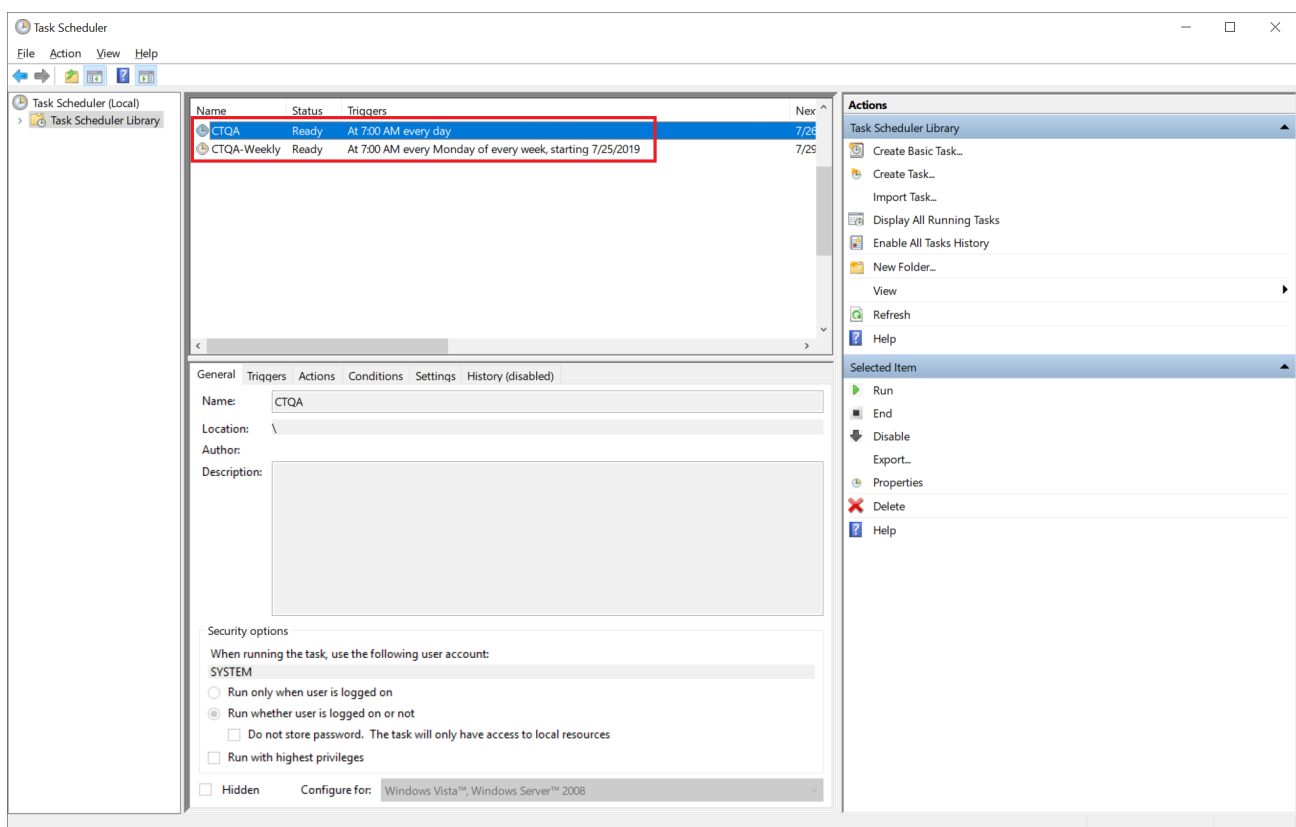 Task Scheduler
File Action View Help
Task Scheduler (Local)
Task Scheduler Library
Name Status Triggers Nex
CTQA Ready At 7:00 AM every day 7/26
CTQA-Weekly Ready At 7:00 AM every Monday of every week, starting 7/25/2019 7/29
General Triggers Actions Conditions Settings History (disabled)
Name: CTQA
Location: \
Author:
Description:
Security options
When running the task, use the following user account:
SYSTEM
Run only when user is logged on
Run whether user is logged on or not
Do not store password. The task will only have access to local resources
Run with highest privileges
Hidden Configure for: Windows Vista™, Windows Server™ 2008
Actions
Task Scheduler Library
Create Basic Task...
Create Task...
Import Task...
Display All Running Tasks
Enable All Tasks History
New Folder...
View
Refresh
Help
Selected Item
Run
End
Disable
Export...
Properties
Delete
Help